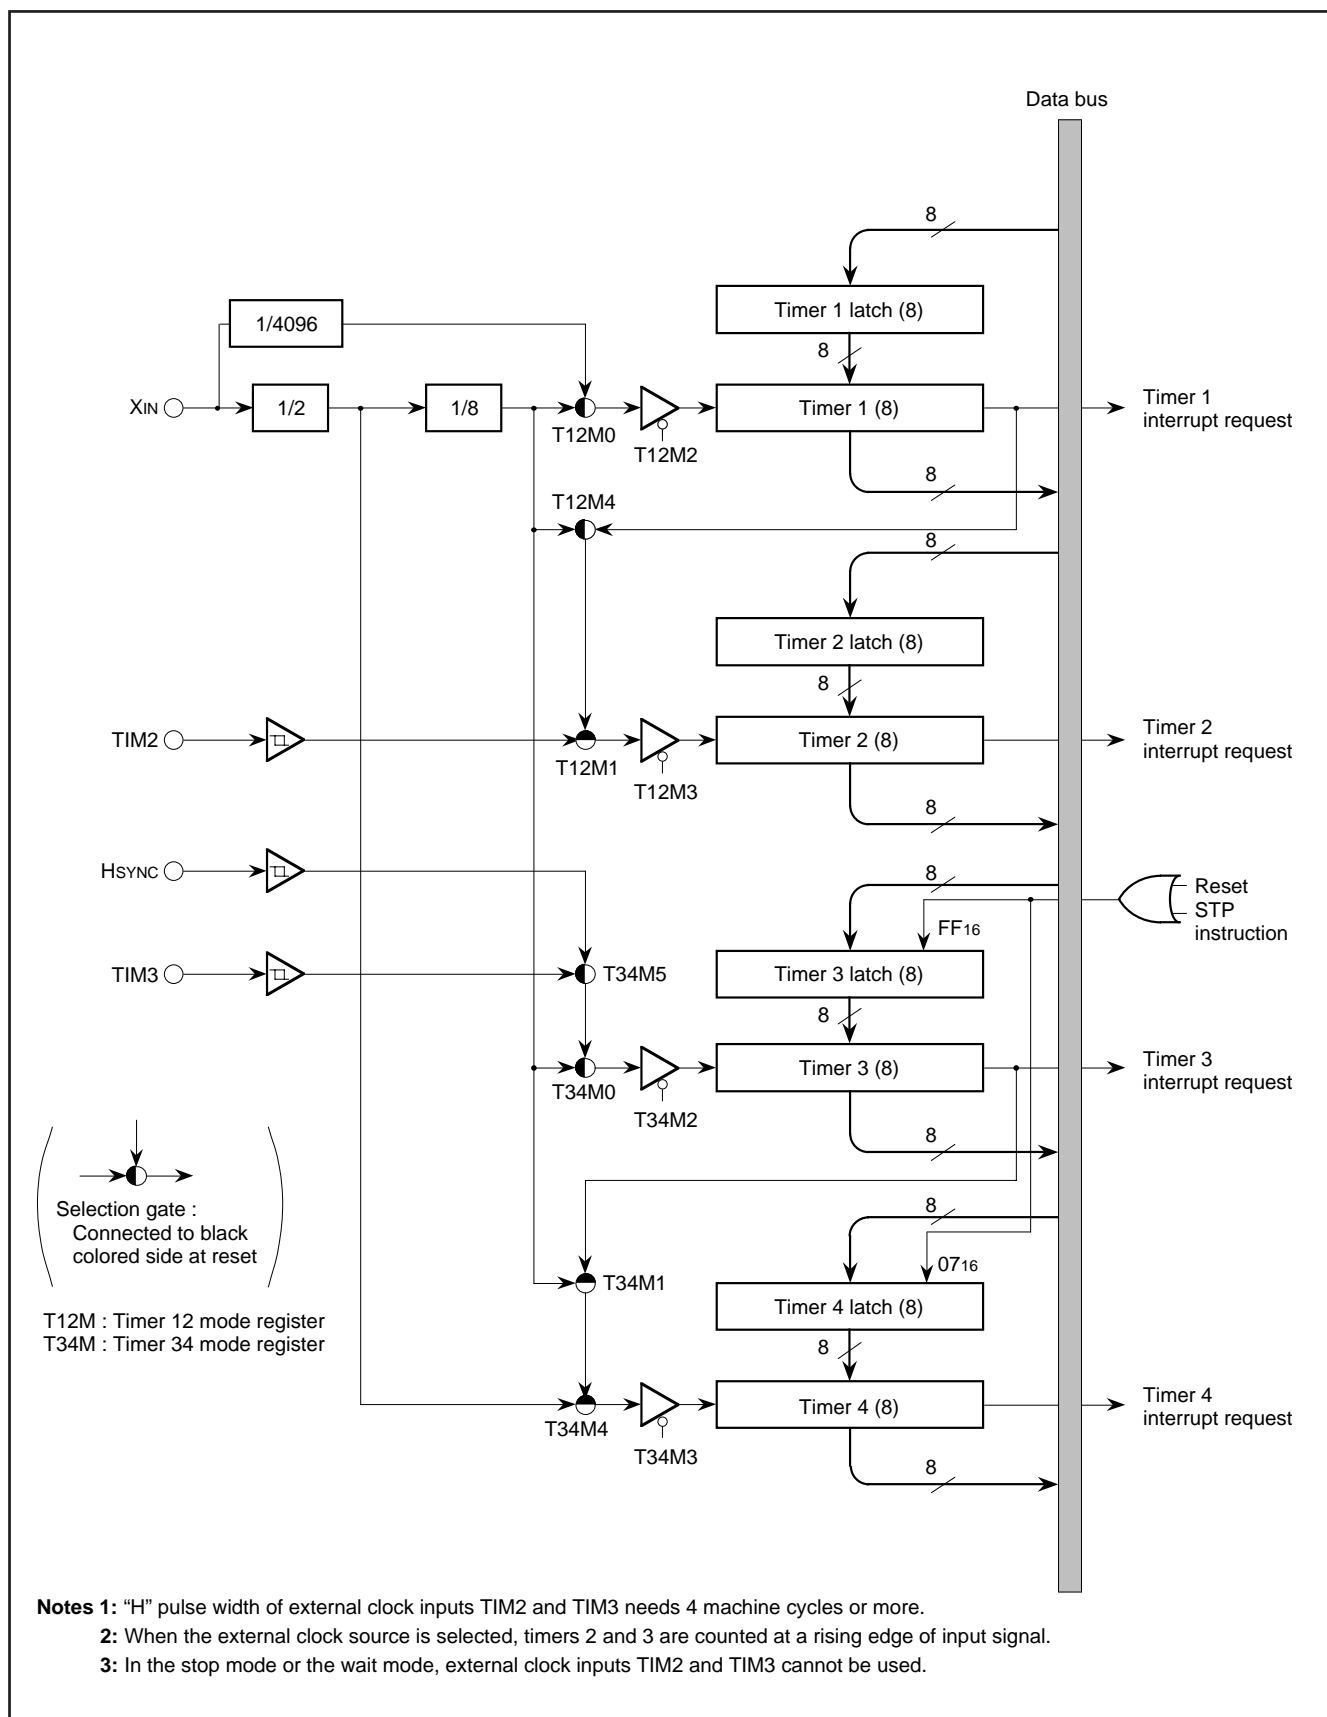 Data bus
8
1/4096
Timer 1 latch (8)
8
XIN
1/2
1/8
T12M0
T12M2
Timer 1 (8)
Timer 1
interrupt request
8
T12M4
8
Timer 2 latch (8)
8
TIM2
T12M1
T12M3
Timer 2 (8)
Timer 2
interrupt request
8
HSYNC
8
Reset
STP
instruction
FF16
TIM3
T34M5
Timer 3 latch (8)
8
T34M0
T34M2
Timer 3 (8)
Timer 3
interrupt request
8
Selection gate :
Connected to black
colored side at reset
8
0716
T34M1
Timer 4 latch (8)
T12M : Timer 12 mode register
T34M : Timer 34 mode register
8
T34M4
T34M3
Timer 4 (8)
Timer 4
interrupt request
8
Notes 1: “H” pulse width of external clock inputs TIM2 and TIM3 needs 4 machine cycles or more.
2: When the external clock source is selected, timers 2 and 3 are counted at a rising edge of input signal.
3: In the stop mode or the wait mode, external clock inputs TIM2 and TIM3 cannot be used.